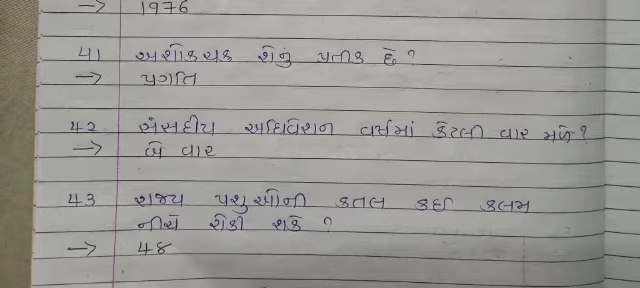 → 1976
41 અશોકચક્ર શેનું પ્રતીક છે?
→ પ્રગતિ
42 સંસદીય અધિવેશન વર્ષમાં કેટલી વાર મળે?
→ બે વાર
43 રાજ્ય પશુઓની કતલ કઈ કલમ
નીચે રોકી શકે?
→ 48